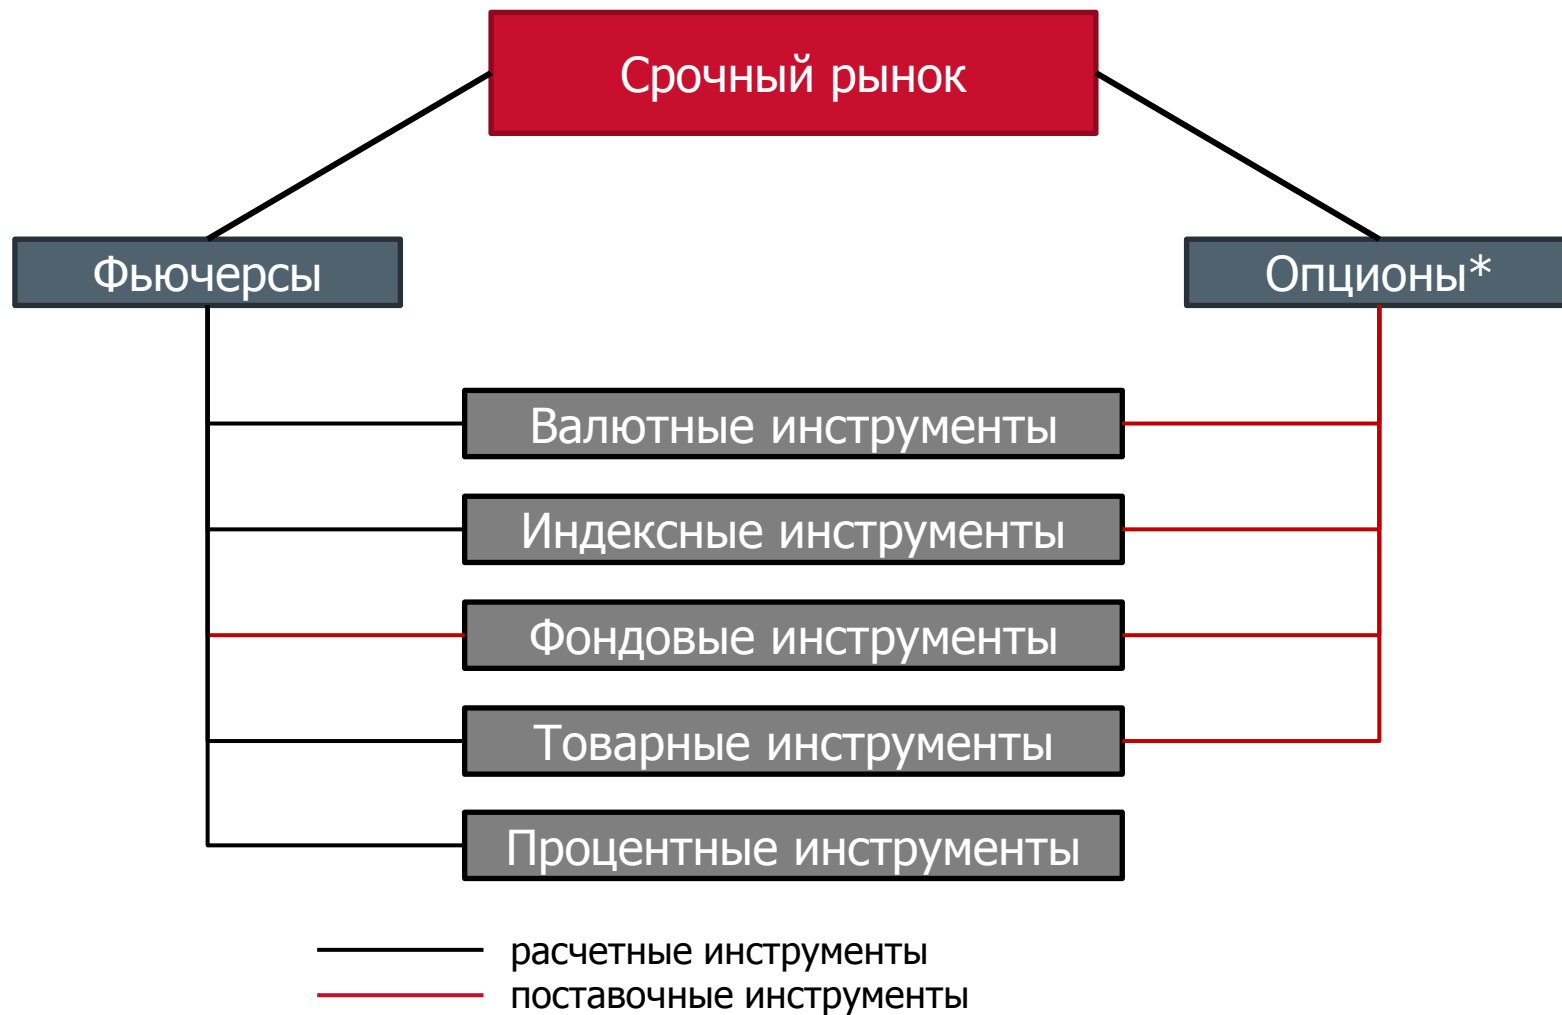 Срочный рынок
Фьючерсы
Опционы*
Валютные инструменты
Индексные инструменты
Фондовые инструменты
Товарные инструменты
Процентные инструменты
расчетные инструменты
поставочные инструменты